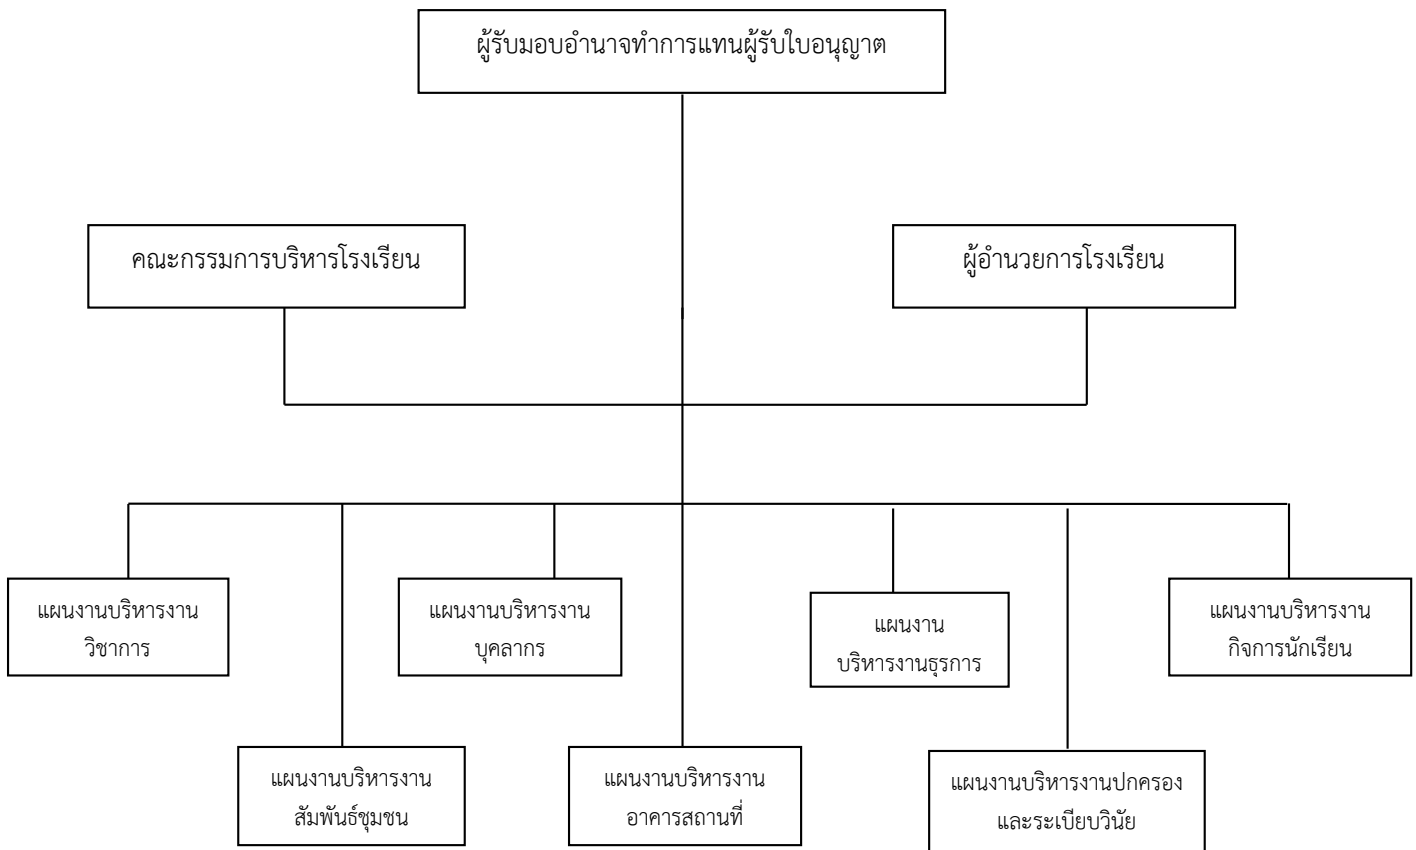 ผู้รับมอบอำนาจทำการแทนผู้รับใบอนุญาต
คณะกรรมการบริหารโรงเรียน
ผู้อำนวยการโรงเรียน
แผนงานบริหารงาน
วิชาการ
แผนงานบริหารงาน
บุคลากร
แผนงาน
บริหารงานธุรการ
แผนงานบริหารงาน
กิจการนักเรียน
แผนงานบริหารงาน
สัมพันธ์ชุมชน
แผนงานบริหารงาน
อาคารสถานที่
แผนงานบริหารงานปกครอง
และระเบียบวินัย